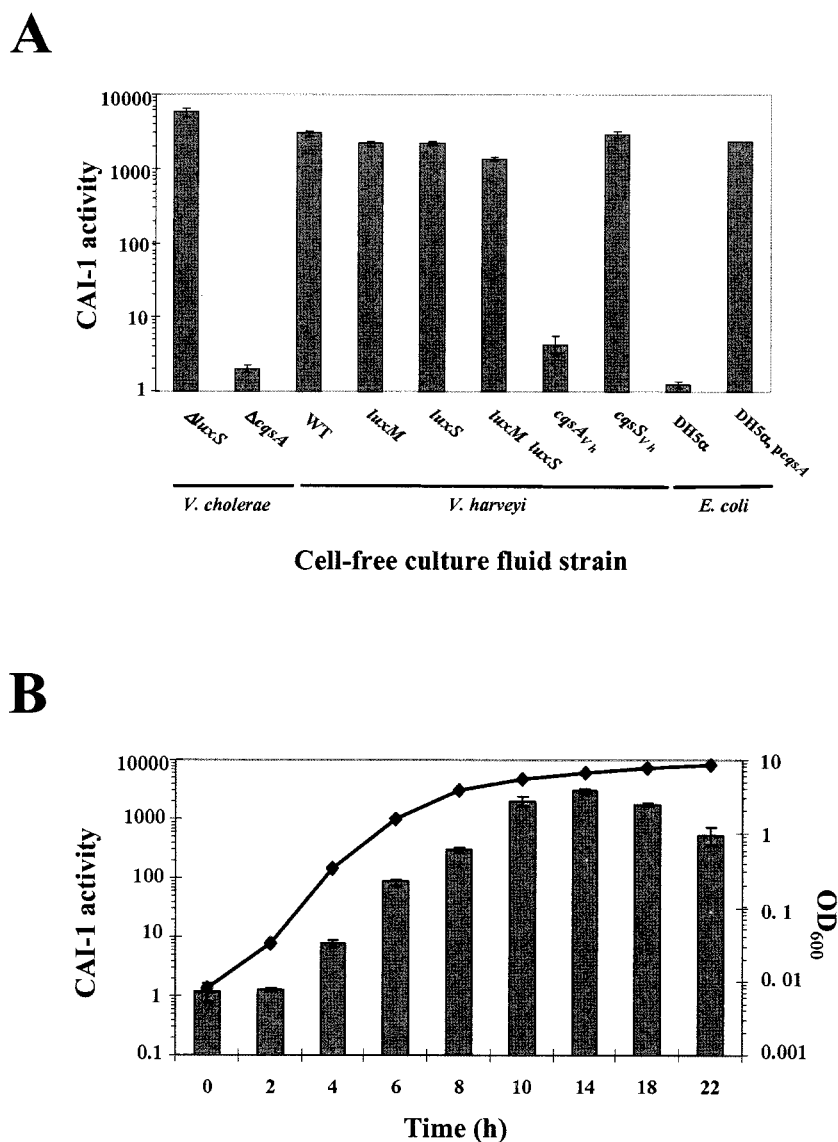 A
CAI-1 activity
10000
1000
100
10
1
ΔluxS
ΔcqsA
WT
luxM
luxS
luxM luxS
cqsA_Vh
cqsS_Vh
DH5α
DH5α, pcqsA
V. cholerae
V. harveyi
E. coli
Cell-free culture fluid strain
B
CAI-1 activity
10000
1000
100
10
1
0.1
10
1
0.1
0.01
0.001
OD600
0 2 4 6 8 10 14 18 22
Time (h)